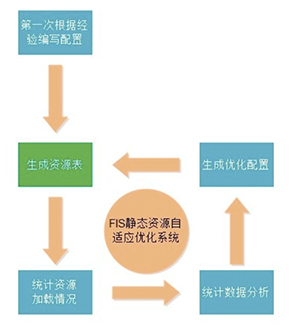 第一次根据经
验编写配置
生成资源表
生成优化配置
FIS静态资源自
适应优化系统
统计资源
加载情况
统计数据分析